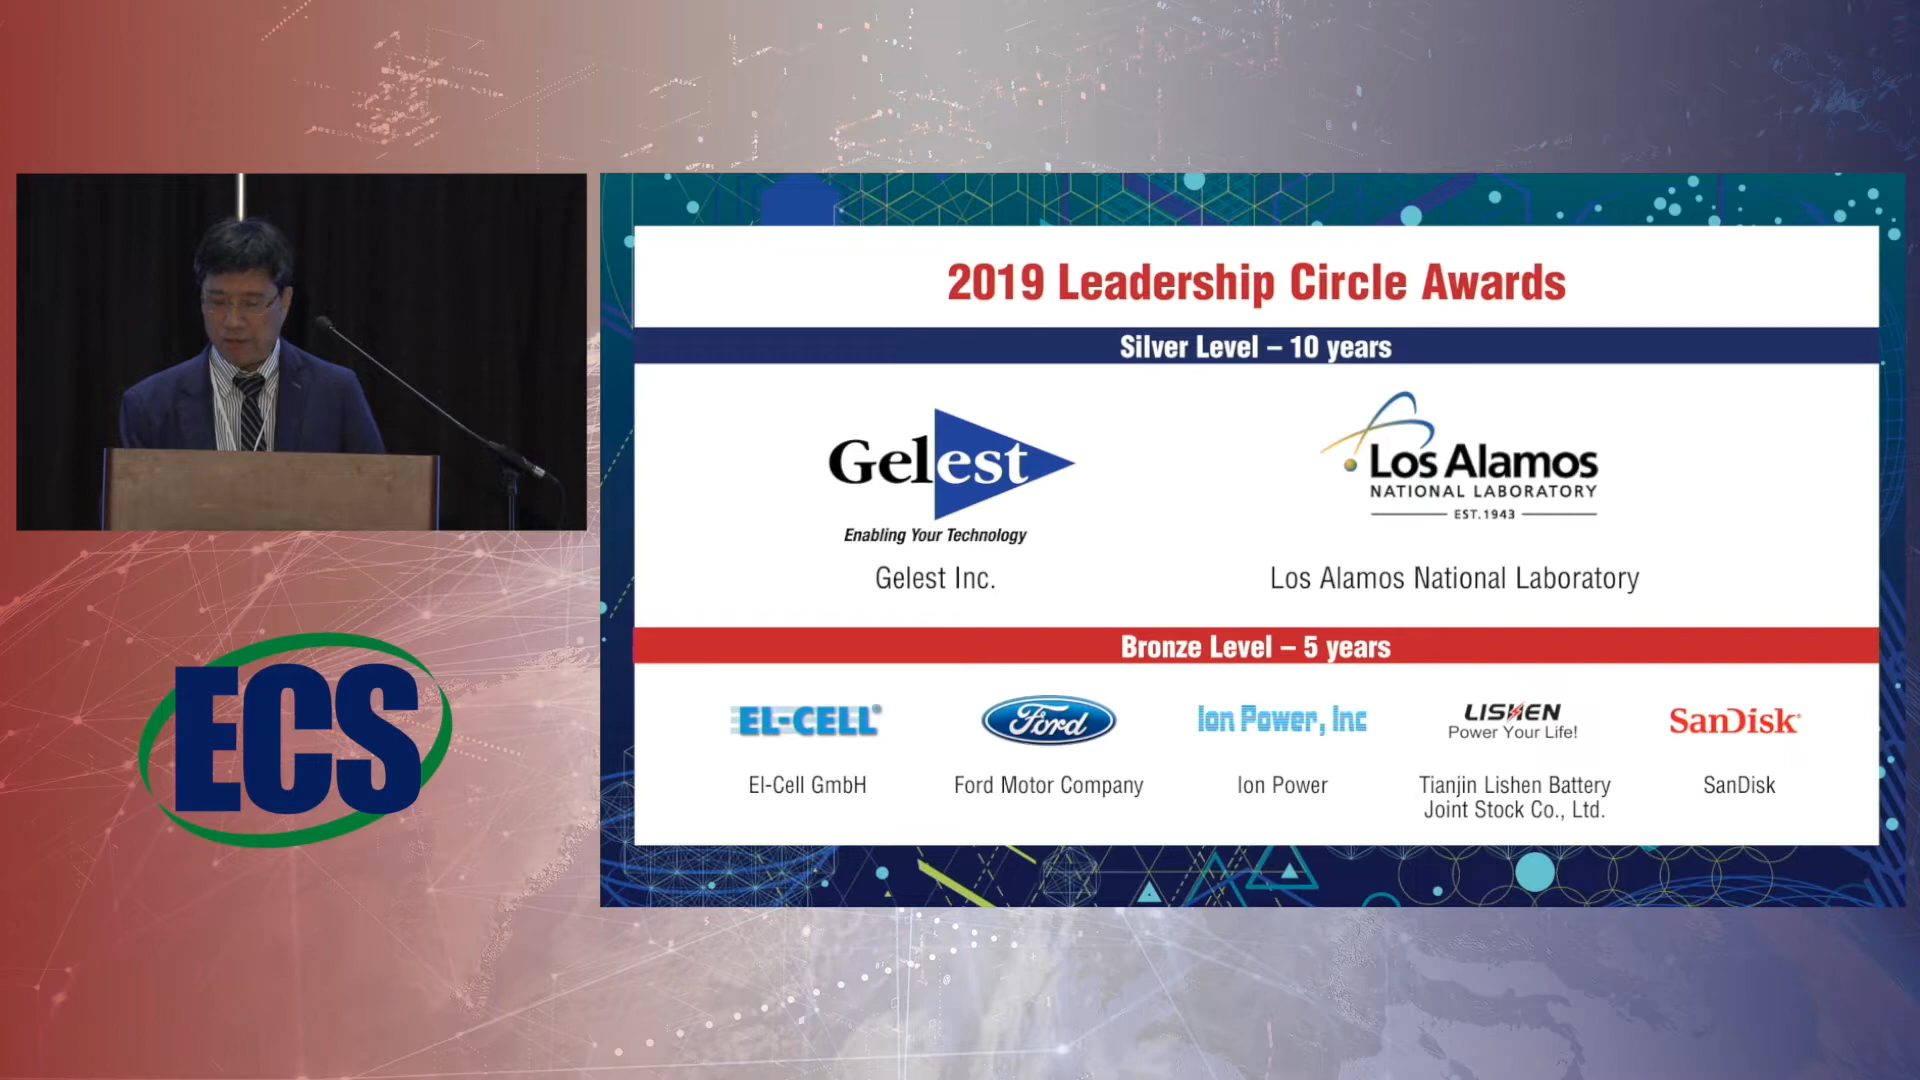 2019 Leadership Circle Awards
Silver Level – 10 years
Gelest
Enabling Your Technology
Gelest Inc.
Los Alamos
NATIONAL LABORATORY
EST.1943
Los Alamos National Laboratory
Bronze Level – 5 years
EL-CELL®
El-Cell GmbH
Ford
Ford Motor Company
Ion Power, Inc
Ion Power
LISHEN
Power Your Life!
Tianjin Lishen Battery
Joint Stock Co., Ltd.
SanDisk®
SanDisk
ECS